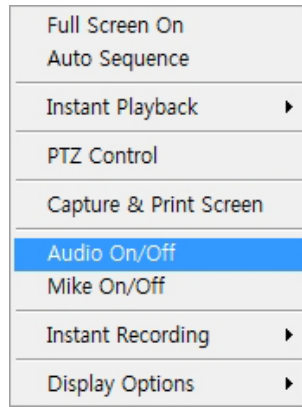 Full Screen On
Auto Sequence
Instant Playback
PTZ Control
Capture & Print Screen
Audio On/Off
Mike On/Off
Instant Recording
Display Options